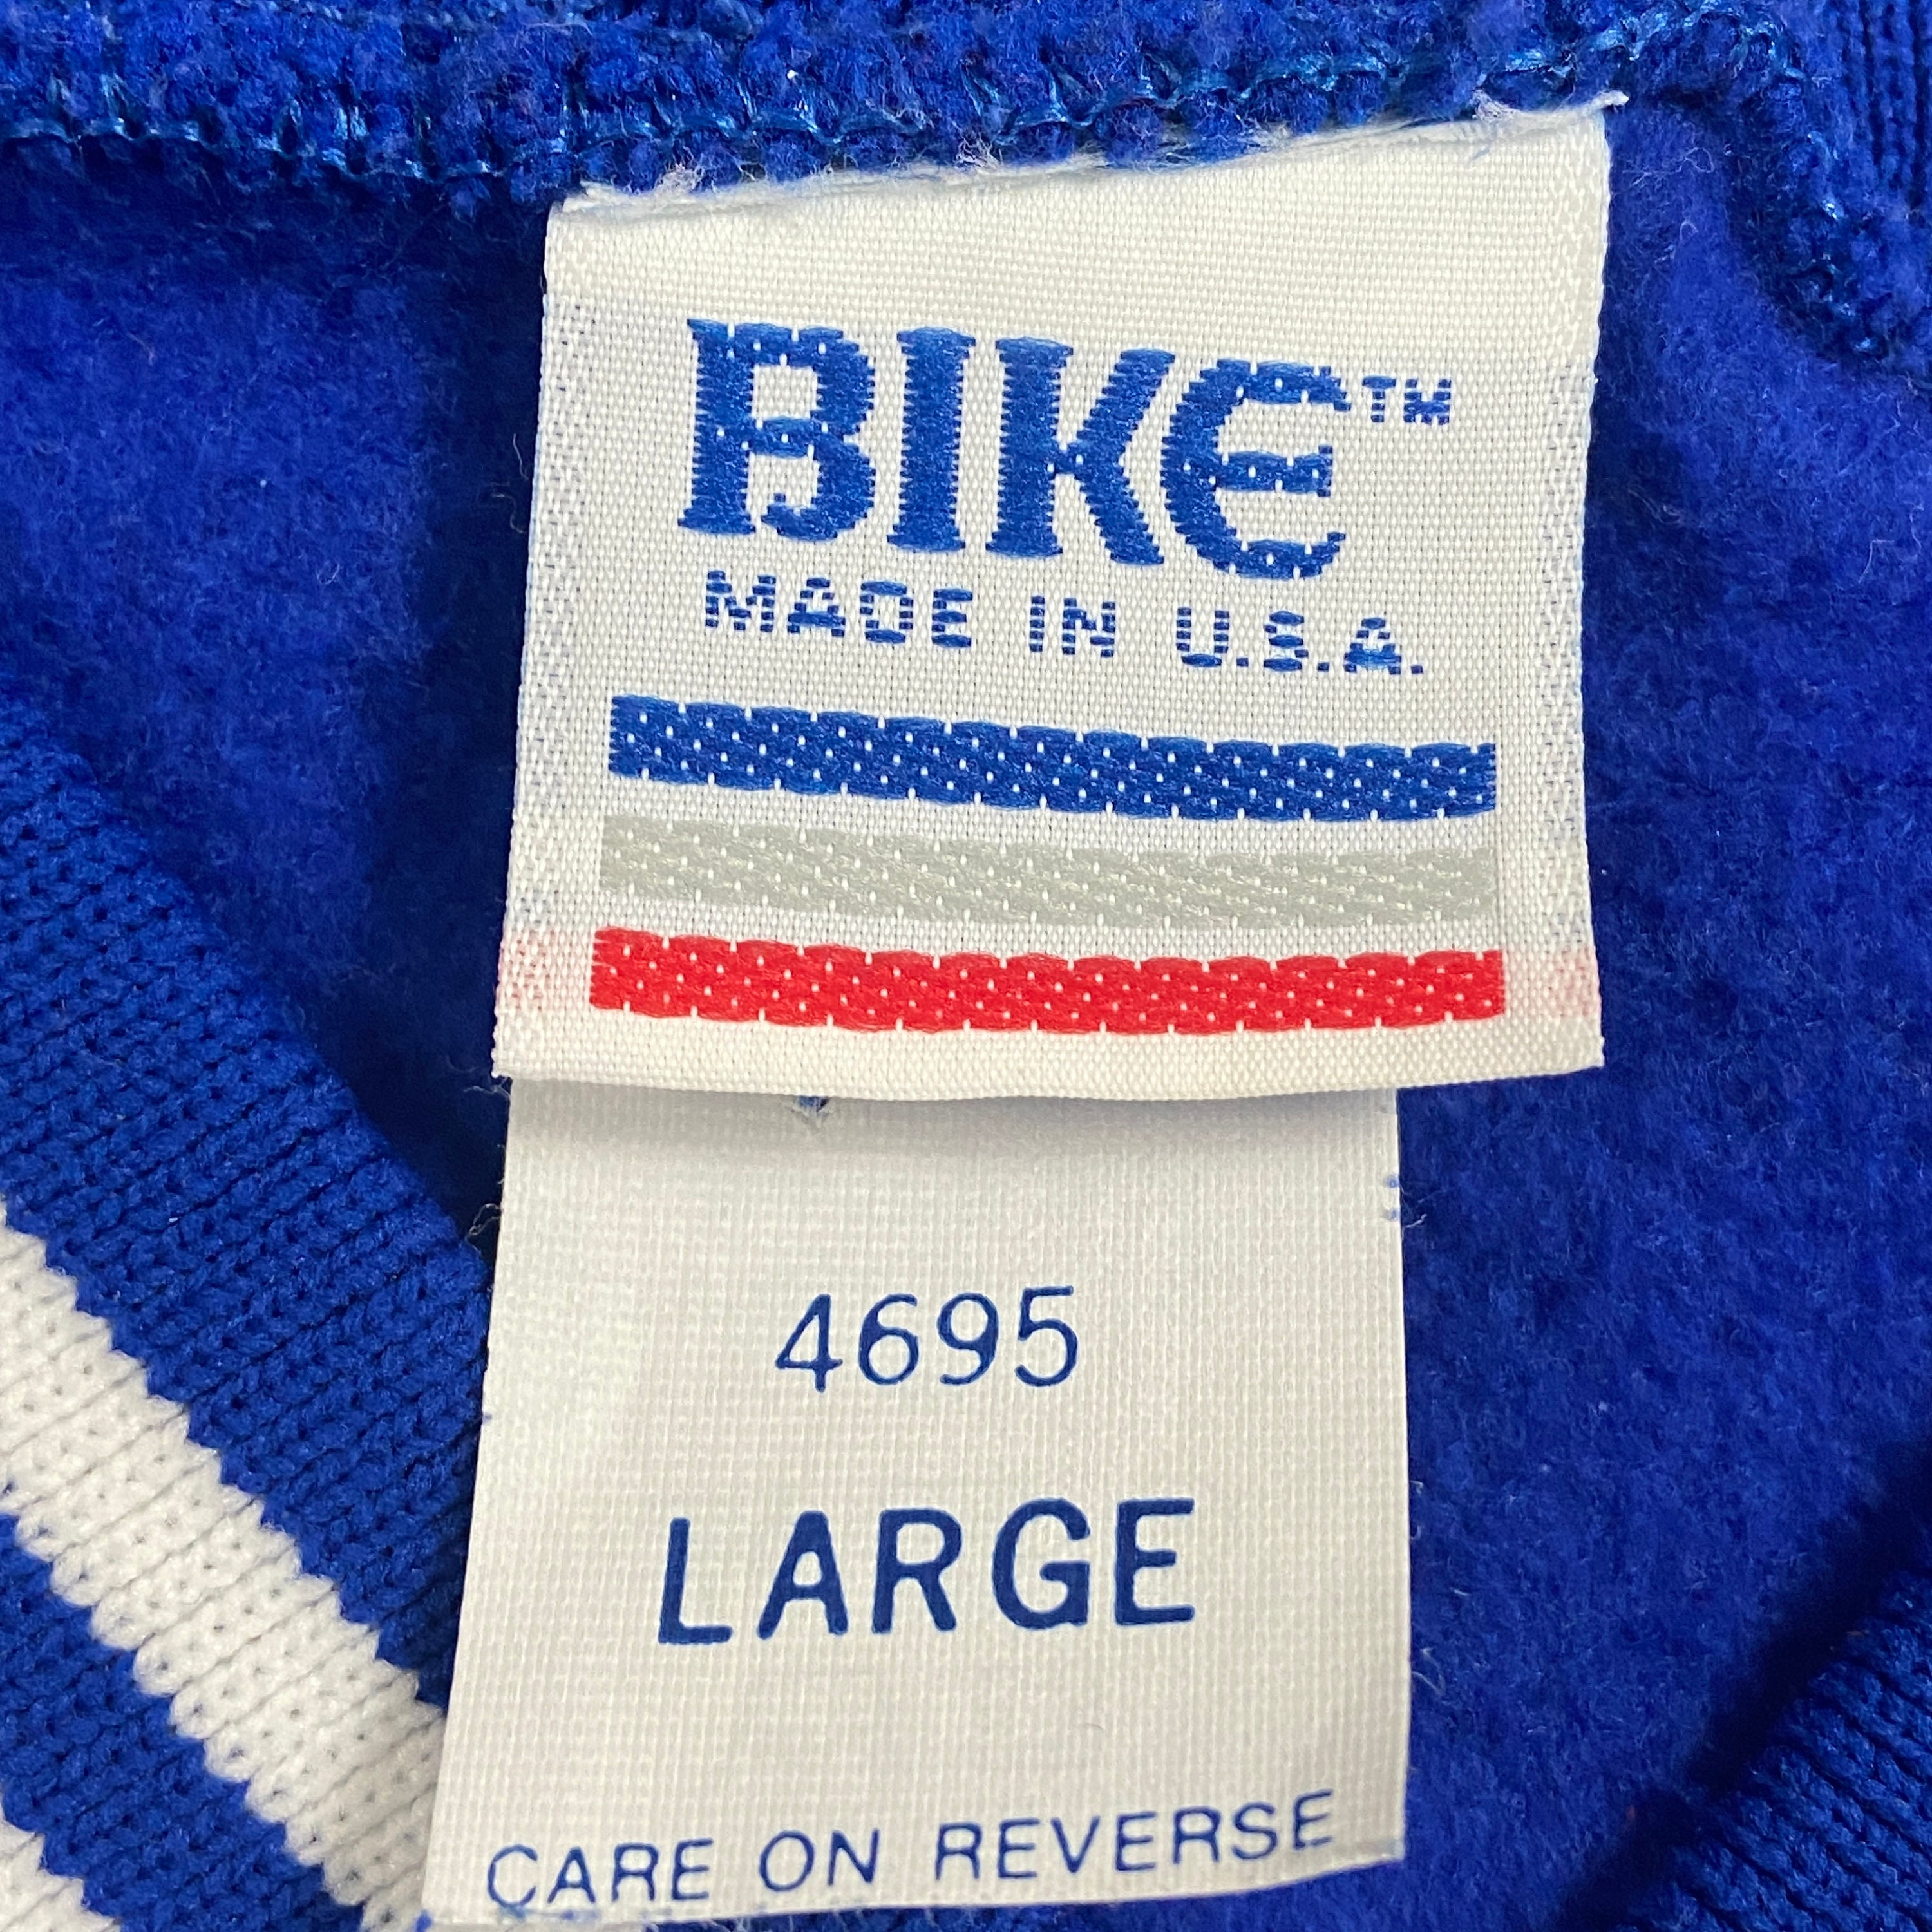 BIKE™
MADE IN U.S.A.
4695
LARGE
CARE ON REVERSE